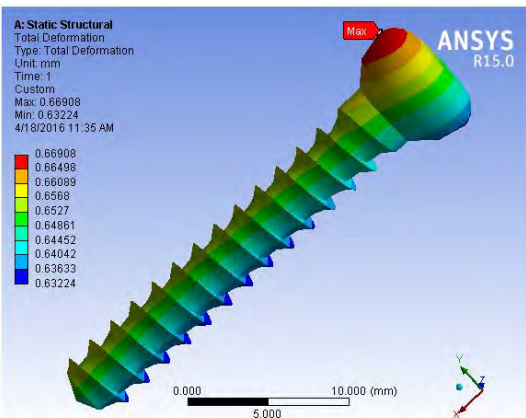 A: Static Structural
Total Deformation
Type: Total Deformation
Unit: mm
Time: 1
Custom
Max: 0.66908
Min: 0.63224
4/18/2016 11:35 AM
Max
ANSYS
R15.0
0.66908
0.66498
0.66089
0.6568
0.6527
0.64861
0.64452
0.64042
0.63633
0.63224
0.000
10.000 (mm)
5.000
Y
Z
X